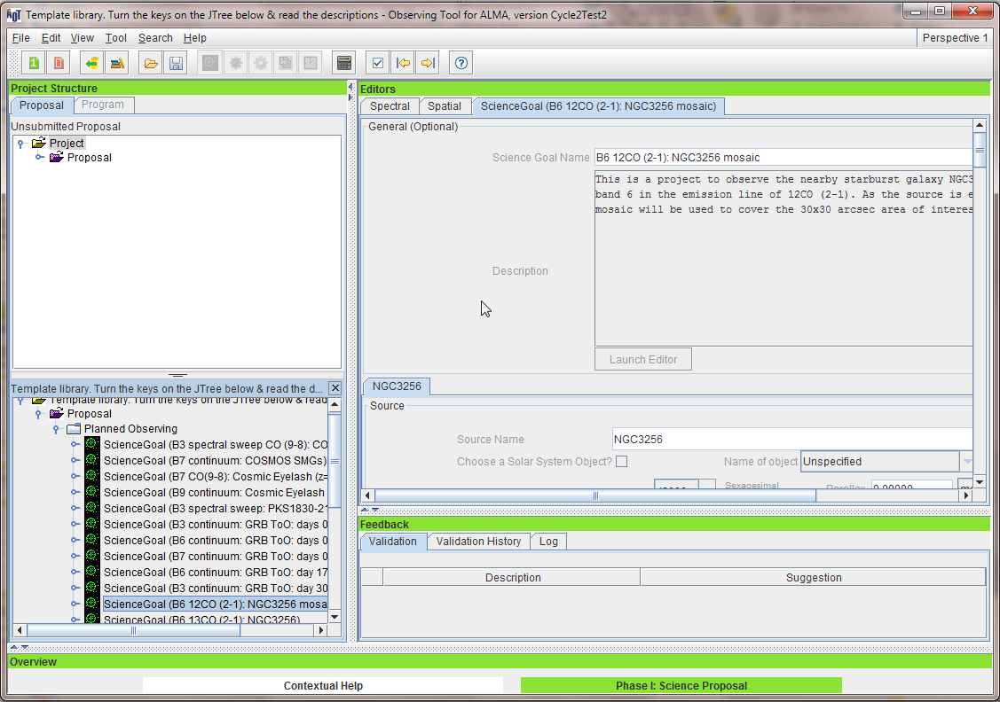 Template library. Turn the keys on the JTree below & read the descriptions - Observing Tool for ALMA, version Cycle2Test2
File Edit View Tool Search Help
Perspective 1
Project Structure
Proposal Program
Unsubmitted Proposal
Project
Proposal
Template library. Turn the keys on the JTree below & read the d...
Template library. Turn the keys on the JTree below & read
Proposal
Planned Observing
ScienceGoal (B3 spectral sweep CO (9-8): CO
ScienceGoal (B7 continuum: COSMOS SMGs)
ScienceGoal (B7 CO(9-8): Cosmic Eyelash (z=
ScienceGoal (B9 continuum: Cosmic Eyelash
ScienceGoal (B3 spectral sweep: PKS1830-21
ScienceGoal (B3 continuum: GRB ToO: days 0
ScienceGoal (B6 continuum: GRB ToO: days 0
ScienceGoal (B7 continuum: GRB ToO: days 0
ScienceGoal (B6 continuum: GRB ToO: day 17
ScienceGoal (B3 continuum: GRB ToO: day 30
ScienceGoal (B6 12CO (2-1): NGC3256 mosa
ScienceGoal (B6 13CO (2-1): NGC3256)
Editors
Spectral Spatial ScienceGoal (B6 12CO (2-1): NGC3256 mosaic)
General (Optional)
Science Goal Name B6 12CO (2-1): NGC3256 mosaic
This is a project to observe the nearby starburst galaxy NGC3
band 6 in the emission line of 12CO (2-1). As the source is e
mosaic will be used to cover the 30x30 arcsec area of interes
Description
Launch Editor
NGC3256
Source
Source Name NGC3256
Choose a Solar System Object? Name of object Unspecified
Sexagesimal Parallax 0.00000
Feedback
Validation Validation History Log
Description Suggestion
Overview
Contextual Help Phase I: Science Proposal